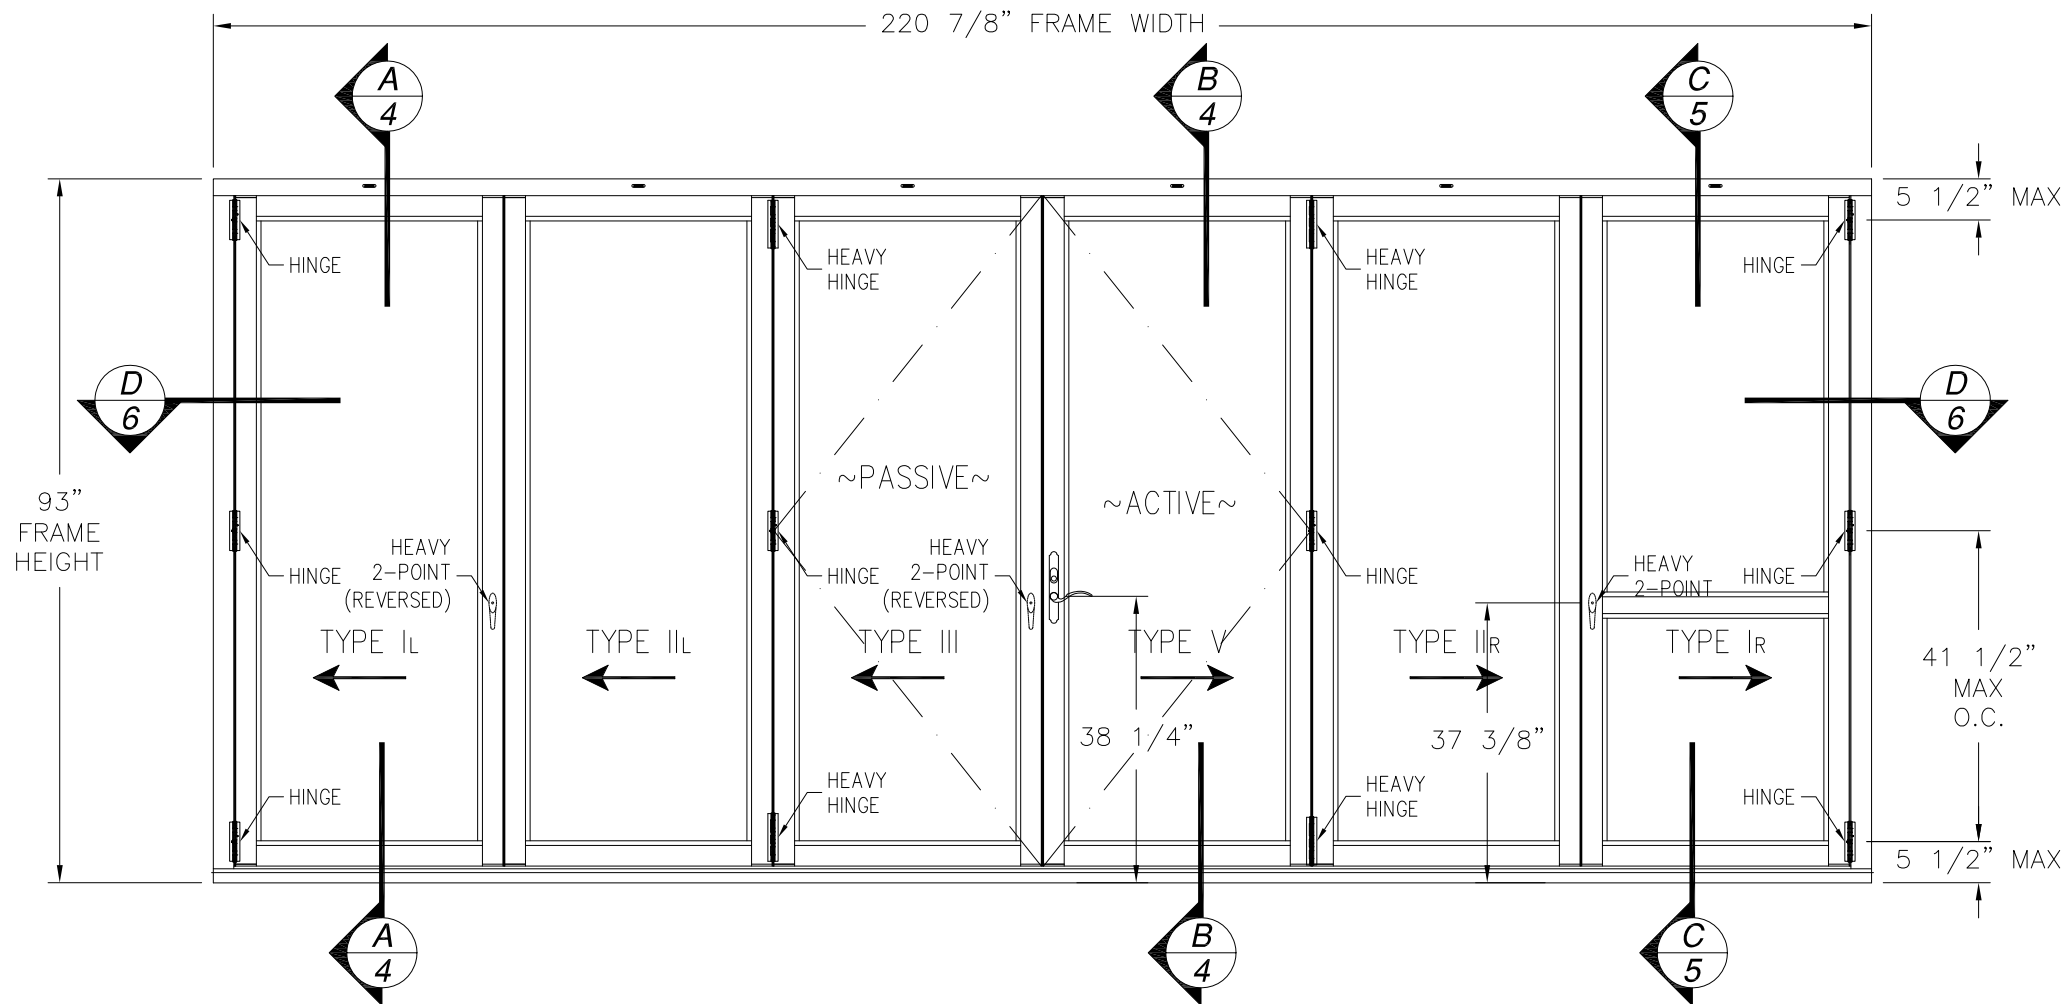 220 7/8” FRAME WIDTH
A
4
B
4
C
5
5 1/2” MAX
HINGE
HEAVY
HINGE
HEAVY
HINGE
HINGE
D
6
D
6
93”
FRAME
HEIGHT
~PASSIVE~
~ACTIVE~
HEAVY
2-POINT
(REVERSED)
HINGE
HINGE
HEAVY
2-POINT
(REVERSED)
HINGE
HEAVY
2-POINT
HINGE
TYPE IL
TYPE IIL
TYPE III
TYPE V
TYPE IIR
TYPE IR
41 1/2”
MAX
O.C.
38 1/4”
37 3/8”
HINGE
HEAVY
HINGE
HEAVY
HINGE
HINGE
5 1/2” MAX
A
4
B
4
C
5